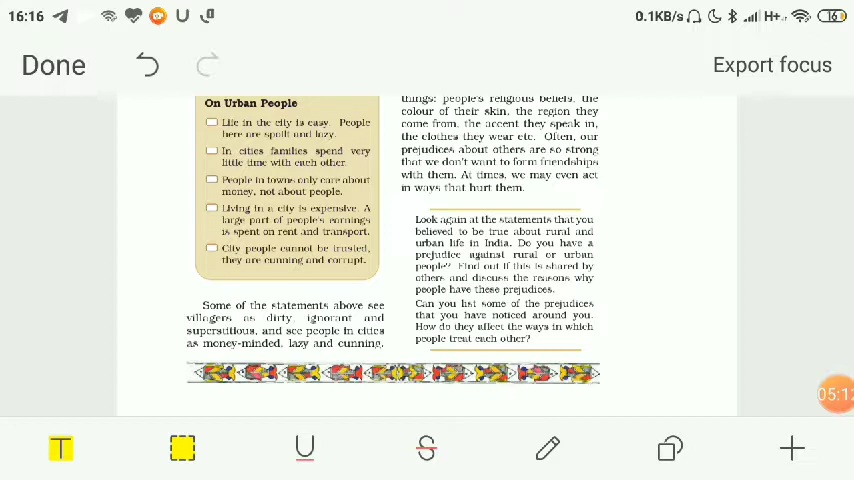 16:16
0.1KB/s
H+
16
Done
Export focus
On Urban People
Life in the city is easy. People
here are spoilt and lazy.
In cities families spend very
little time with each other.
People in towns only care about
money, not about people.
Living in a city is expensive. A
large part of people's earnings
is spent on rent and transport.
City people cannot be trusted,
they are cunning and corrupt.
Some of the statements above see
villagers as dirty, ignorant and
superstitious, and see people in cities
as money-minded, lazy and cunning.
things: people's religious beliefs, the
colour of their skin, the region they
come from, the accent they speak in,
the clothes they wear etc. Often, our
prejudices about others are so strong
that we don't want to form friendships
with them. At times, we may even act
in ways that hurt them.
Look again at the statements that you
believed to be true about rural and
urban life in India. Do you have a
prejudice against rural or urban
people? Find out if this is shared by
others and discuss the reasons why
people have these prejudices.
Can you list some of the prejudices
that you have noticed around you.
How do they affect the ways in which
people treat each other?
05:12
T
U
S